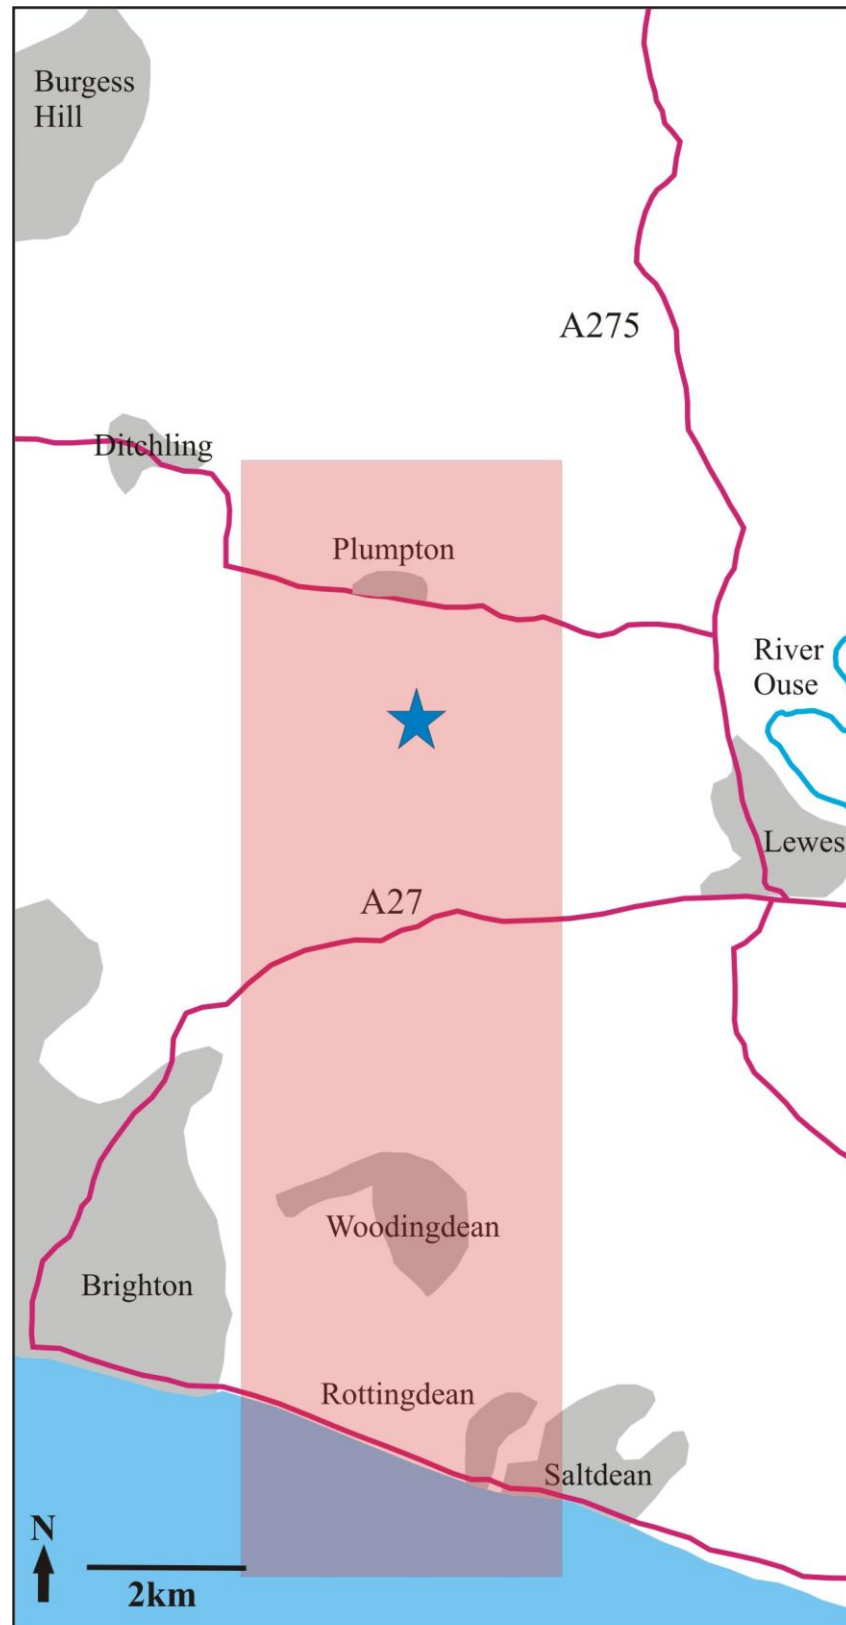 Burgess
Hill
A275
Ditchling
Plumpton
River
Ouse
Lewes
A27
Woodingdean
Brighton
Rottingdean
Saltdean
N
2km